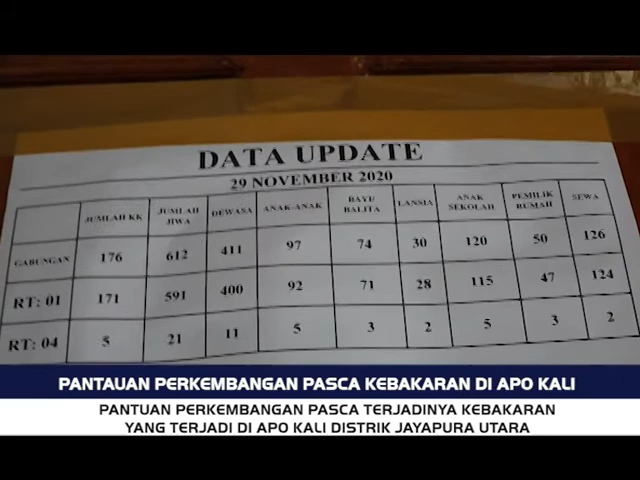 DATA UPDATE
29 NOVEMBER 2020
JUMLAH KK JUMLAH JIWA DEWASA ANAK-ANAK BAYU BALITA LANSIA ANAK SEKOLAH PEMILIK RUMAH SEWA
GABUNGAN 176 612 411 97 74 30 120 50 126
RT: 01 171 591 400 92 71 28 115 47 124
RT: 04 5 21 11 5 3 2 5 3 2
PANTAUAN PERKEMBANGAN PASCA KEBAKARAN DI APO KALI
PANTUAN PERKEMBANGAN PASCA TERJADINYA KEBAKARAN
YANG TERJADI DI APO KALI DISTRIK JAYAPURA UTARA